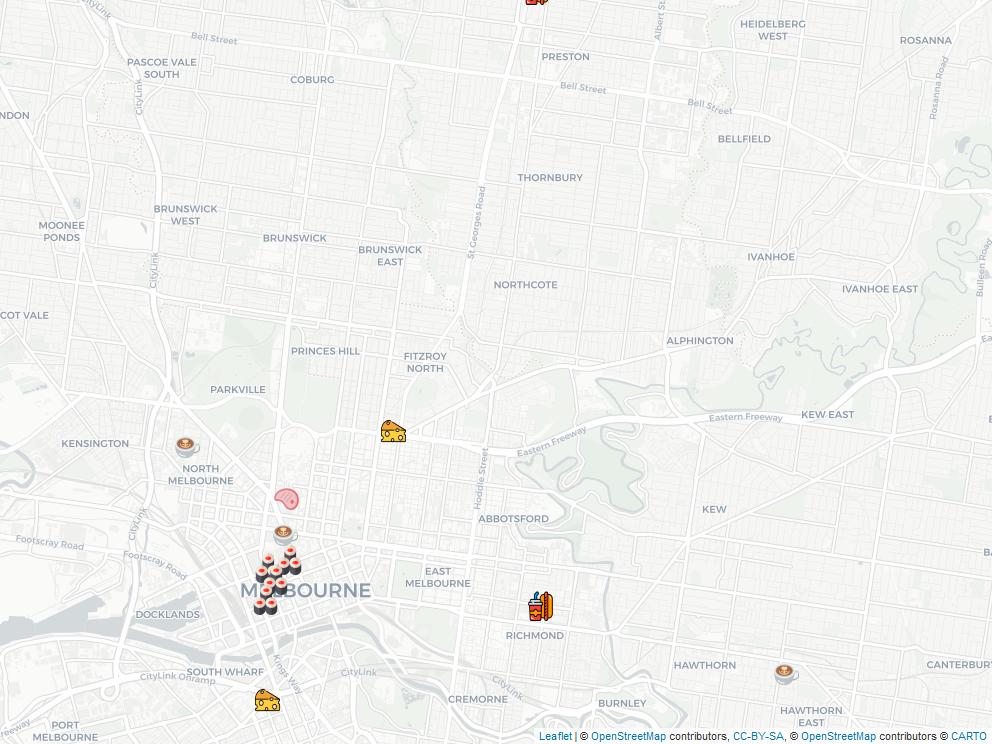 Bell Street
Albert St
HEIDELBERG
WEST
ROSANNA
PRESTON
PASCOE VALE
SOUTH
COBURG
CityLink
Bell Street
Bell Street
Rosanna Road
NDON
BELLFIELD
THORNBURY
BRUNSWICK
WEST
St Georges Road
MOONEE
PONDS
BRUNSWICK
BRUNSWICK
EAST
IVANHOE
CityLink
NORTHCOTE
IVANHOE EAST
Bulleen Road
COT VALE
Ea
ALPHINGTON
PRINCES HILL
FITZROY
NORTH
PARKVILLE
Eastern Freeway
KEW EAST
KENSINGTON
Eastern Freeway
NORTH
MELBOURNE
Hoddle Street
KEW
ABBOTSFORD
CityLink
Footscray Road
BA
Footscray Road
EAST
MELBOURNE
MELBOURNE
DOCKLANDS
RICHMOND
HAWTHORN
CANTERBURY
SOUTH WHARF
Kings Way
CityLink Onramp
CityLink
CityLink
CREMORNE
BURNLEY
HAWTHORN
EAST
PORT
MELBOURNE
reeway
Leaflet | © OpenStreetMap contributors, CC-BY-SA, © OpenStreetMap contributors © CARTO